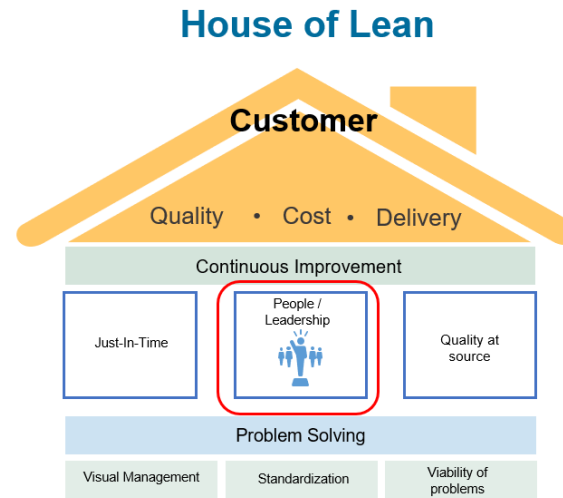 House of Lean
Customer
Quality • Cost • Delivery
Continuous Improvement
Just-In-Time
People /
Leadership
Quality at
source
Problem Solving
Visual Management
Standardization
Viability of
problems